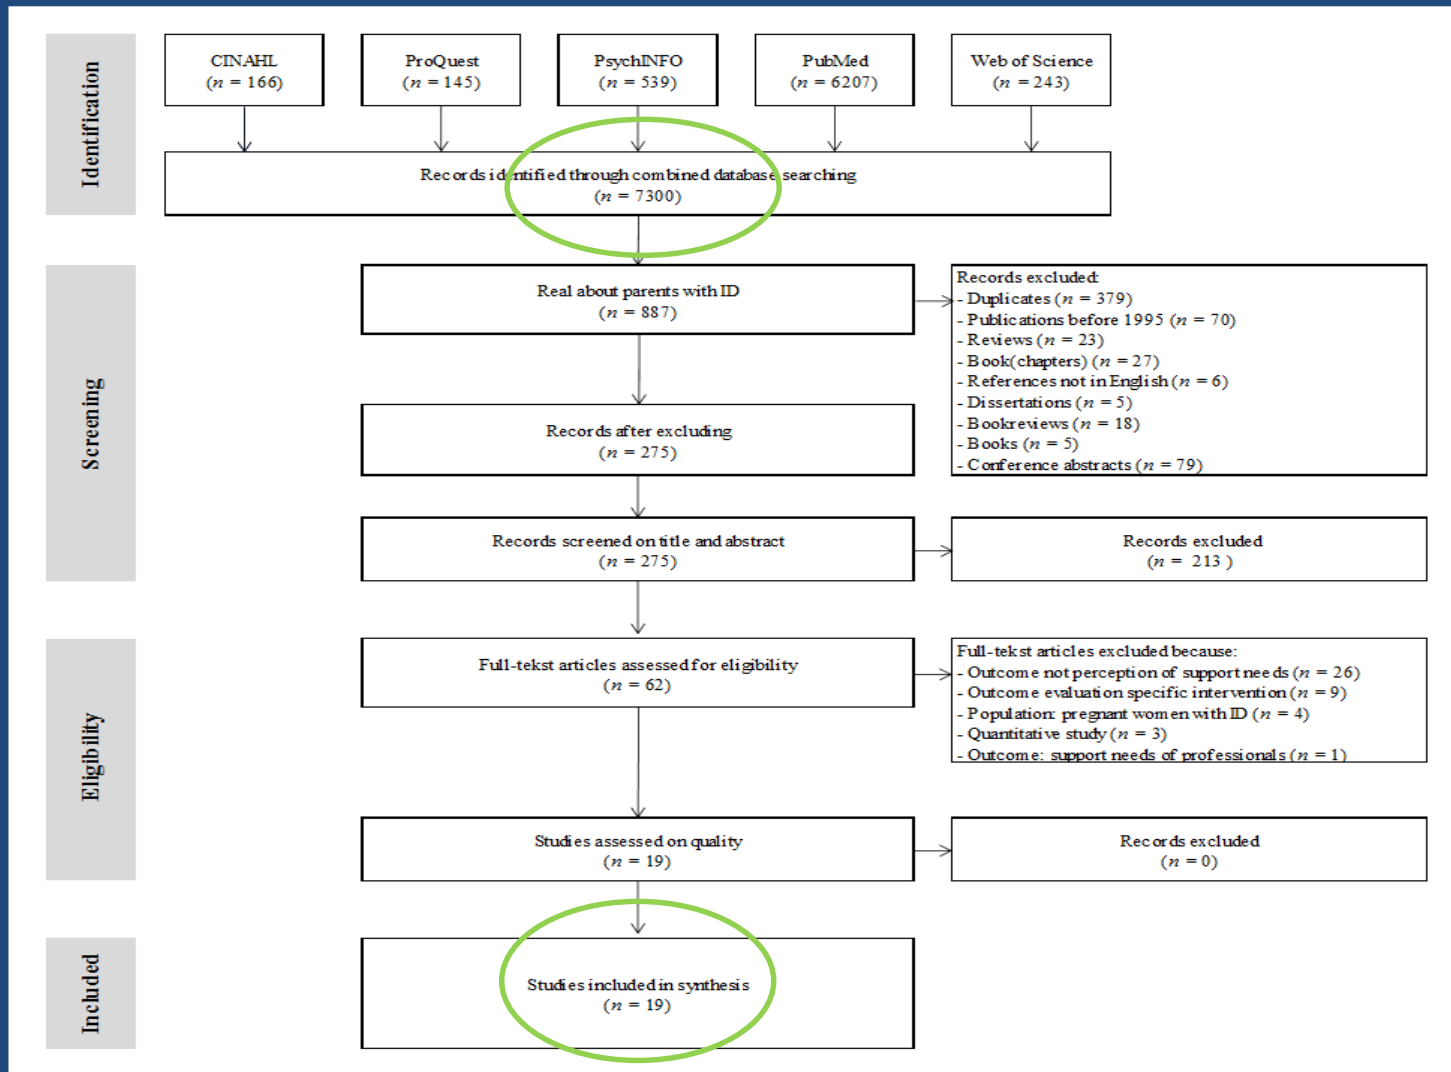 Identification
CINAHL
(n = 166)
ProQuest
(n = 145)
PsychINFO
(n = 539)
PubMed
(n = 6207)
Web of Science
(n = 243)
Records identified through combined database searching
(n = 7300)
Screening
Real about parents with ID
(n = 887)
Records excluded:
- Duplicates (n = 379)
- Publications before 1995 (n = 70)
- Reviews (n = 23)
- Book(chapters) (n = 27)
- References not in English (n = 6)
- Dissertations (n = 5)
- Bookreviews (n = 18)
- Books (n = 5)
- Conference abstracts (n = 79)
Records after excluding
(n = 275)
Records screened on title and abstract
(n = 275)
Records excluded
(n = 213 )
Eligibility
Full-tekst articles assessed for eligibility
(n = 62)
Full-tekst articles excluded because:
- Outcome not perception of support needs (n = 26)
- Outcome evaluation specific intervention (n = 9)
- Population: pregnant women with ID (n = 4)
- Quantitative study (n = 3)
- Outcome: support needs of professionals (n = 1)
Studies assessed on quality
(n = 19)
Records excluded
(n = 0)
Included
Studies included in synthesis
(n = 19)